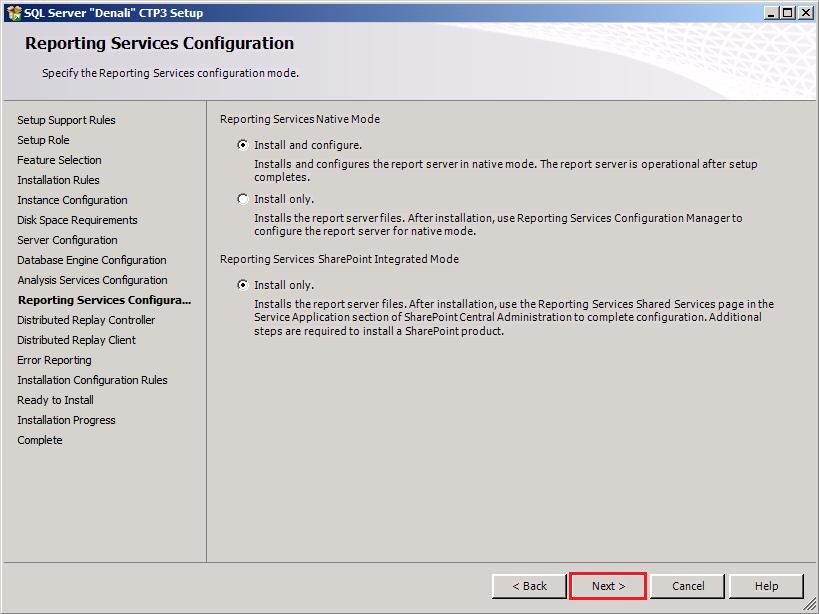 SQL Server "Denali" CTP3 Setup
Reporting Services Configuration
Specify the Reporting Services configuration mode.
Setup Support Rules
Setup Role
Feature Selection
Installation Rules
Instance Configuration
Disk Space Requirements
Server Configuration
Database Engine Configuration
Analysis Services Configuration
Reporting Services Configura...
Distributed Replay Controller
Distributed Replay Client
Error Reporting
Installation Configuration Rules
Ready to Install
Installation Progress
Complete
Reporting Services Native Mode
Install and configure.
Installs and configures the report server in native mode. The report server is operational after setup
completes.
Install only.
Installs the report server files. After installation, use Reporting Services Configuration Manager to
configure the report server for native mode.
Reporting Services SharePoint Integrated Mode
Install only.
Installs the report server files. After installation, use the Reporting Services Shared Services page in the
Service Application section of SharePoint Central Administration to complete configuration. Additional
steps are required to install a SharePoint product.
< Back
Next >
Cancel
Help